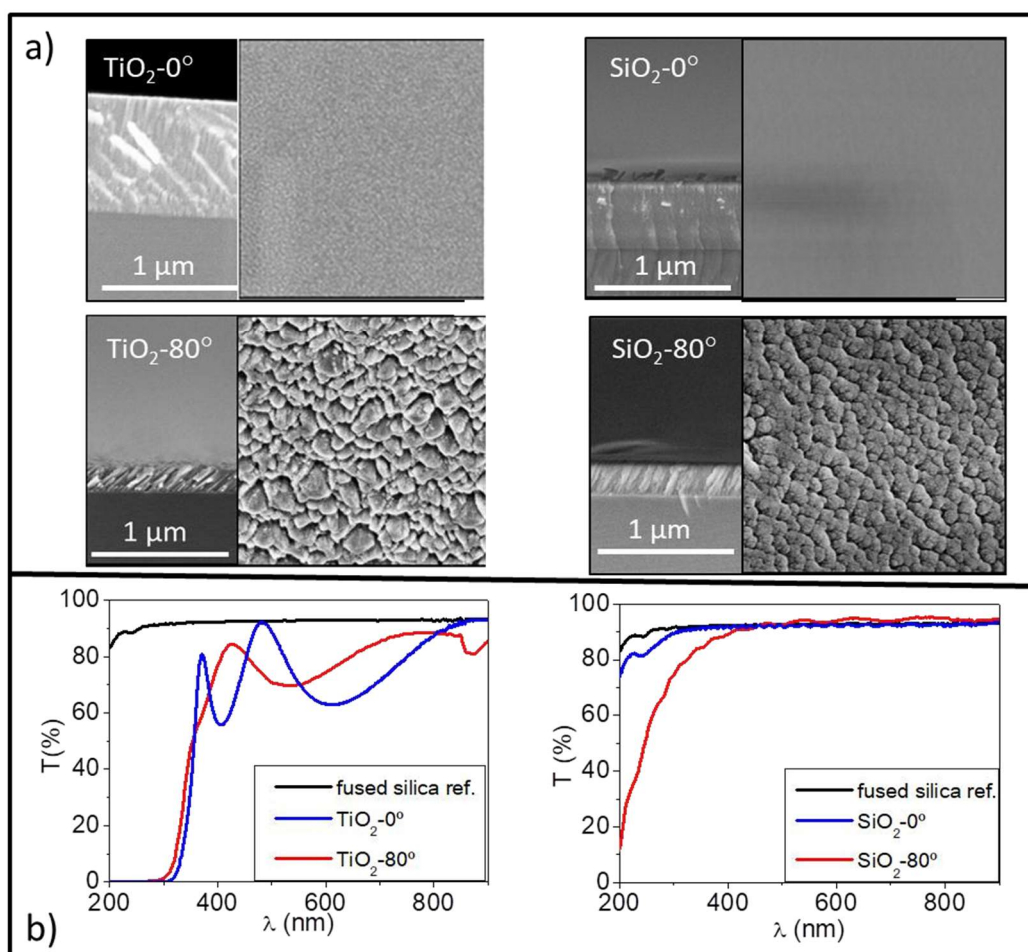 a)
TiO₂-0°
1 μm
SiO₂-0°
1 μm
TiO₂-80°
1 μm
SiO₂-80°
1 μm
100
80
60
40
20
0
T(%)
200
400
600
800
λ (nm)
fused silica ref.
TiO₂-0º
TiO₂-80º
100
80
60
40
20
0
T (%)
200
400
600
800
λ (nm)
fused silica ref.
SiO₂-0º
SiO₂-80º
b)